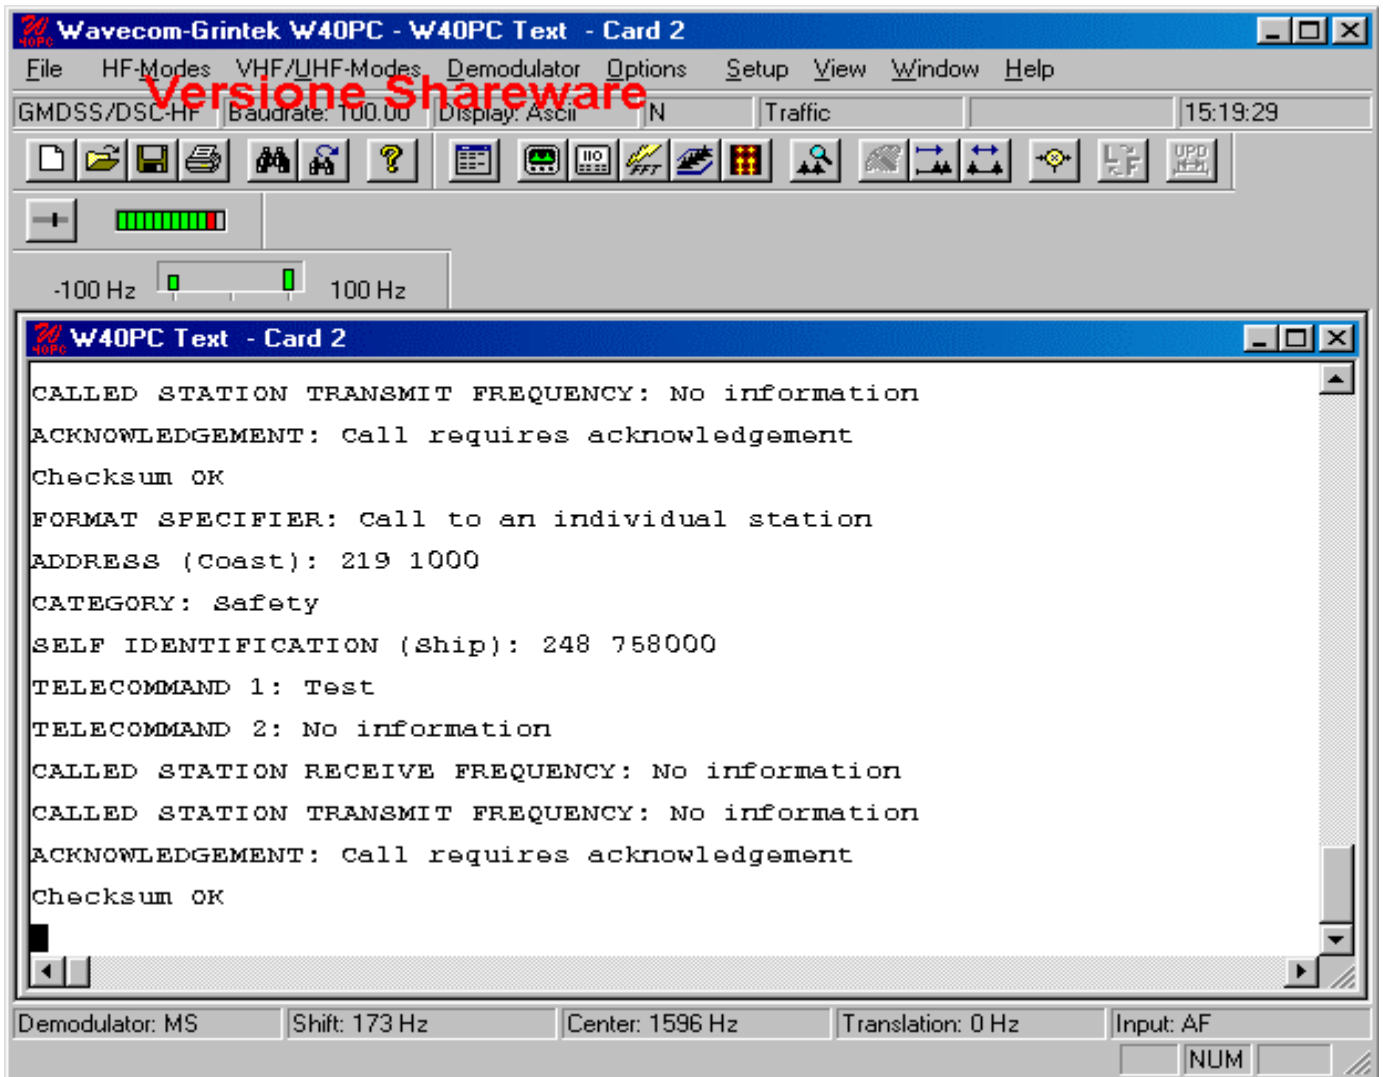 Wavecom-Grintek W40PC - W40PC Text - Card 2
File HF-Modes VHF/UHF-Modes Demodulator Options Setup View Window Help
Versione Shareware
GMDSS/DSC-HF Baudrate: 100.00 Display: Ascii N Traffic 15:19:29
-100 Hz 100 Hz
W40PC Text - Card 2
CALLED STATION TRANSMIT FREQUENCY: No information
ACKNOWLEDGEMENT: Call requires acknowledgement
Checksum OK
FORMAT SPECIFIER: Call to an individual station
ADDRESS (Coast): 219 1000
CATEGORY: Safety
SELF IDENTIFICATION (Ship): 248 758000
TELECOMMAND 1: Test
TELECOMMAND 2: No information
CALLED STATION RECEIVE FREQUENCY: No information
CALLED STATION TRANSMIT FREQUENCY: No information
ACKNOWLEDGEMENT: Call requires acknowledgement
Checksum OK
Demodulator: MS Shift: 173 Hz Center: 1596 Hz Translation: 0 Hz Input: AF
NUM